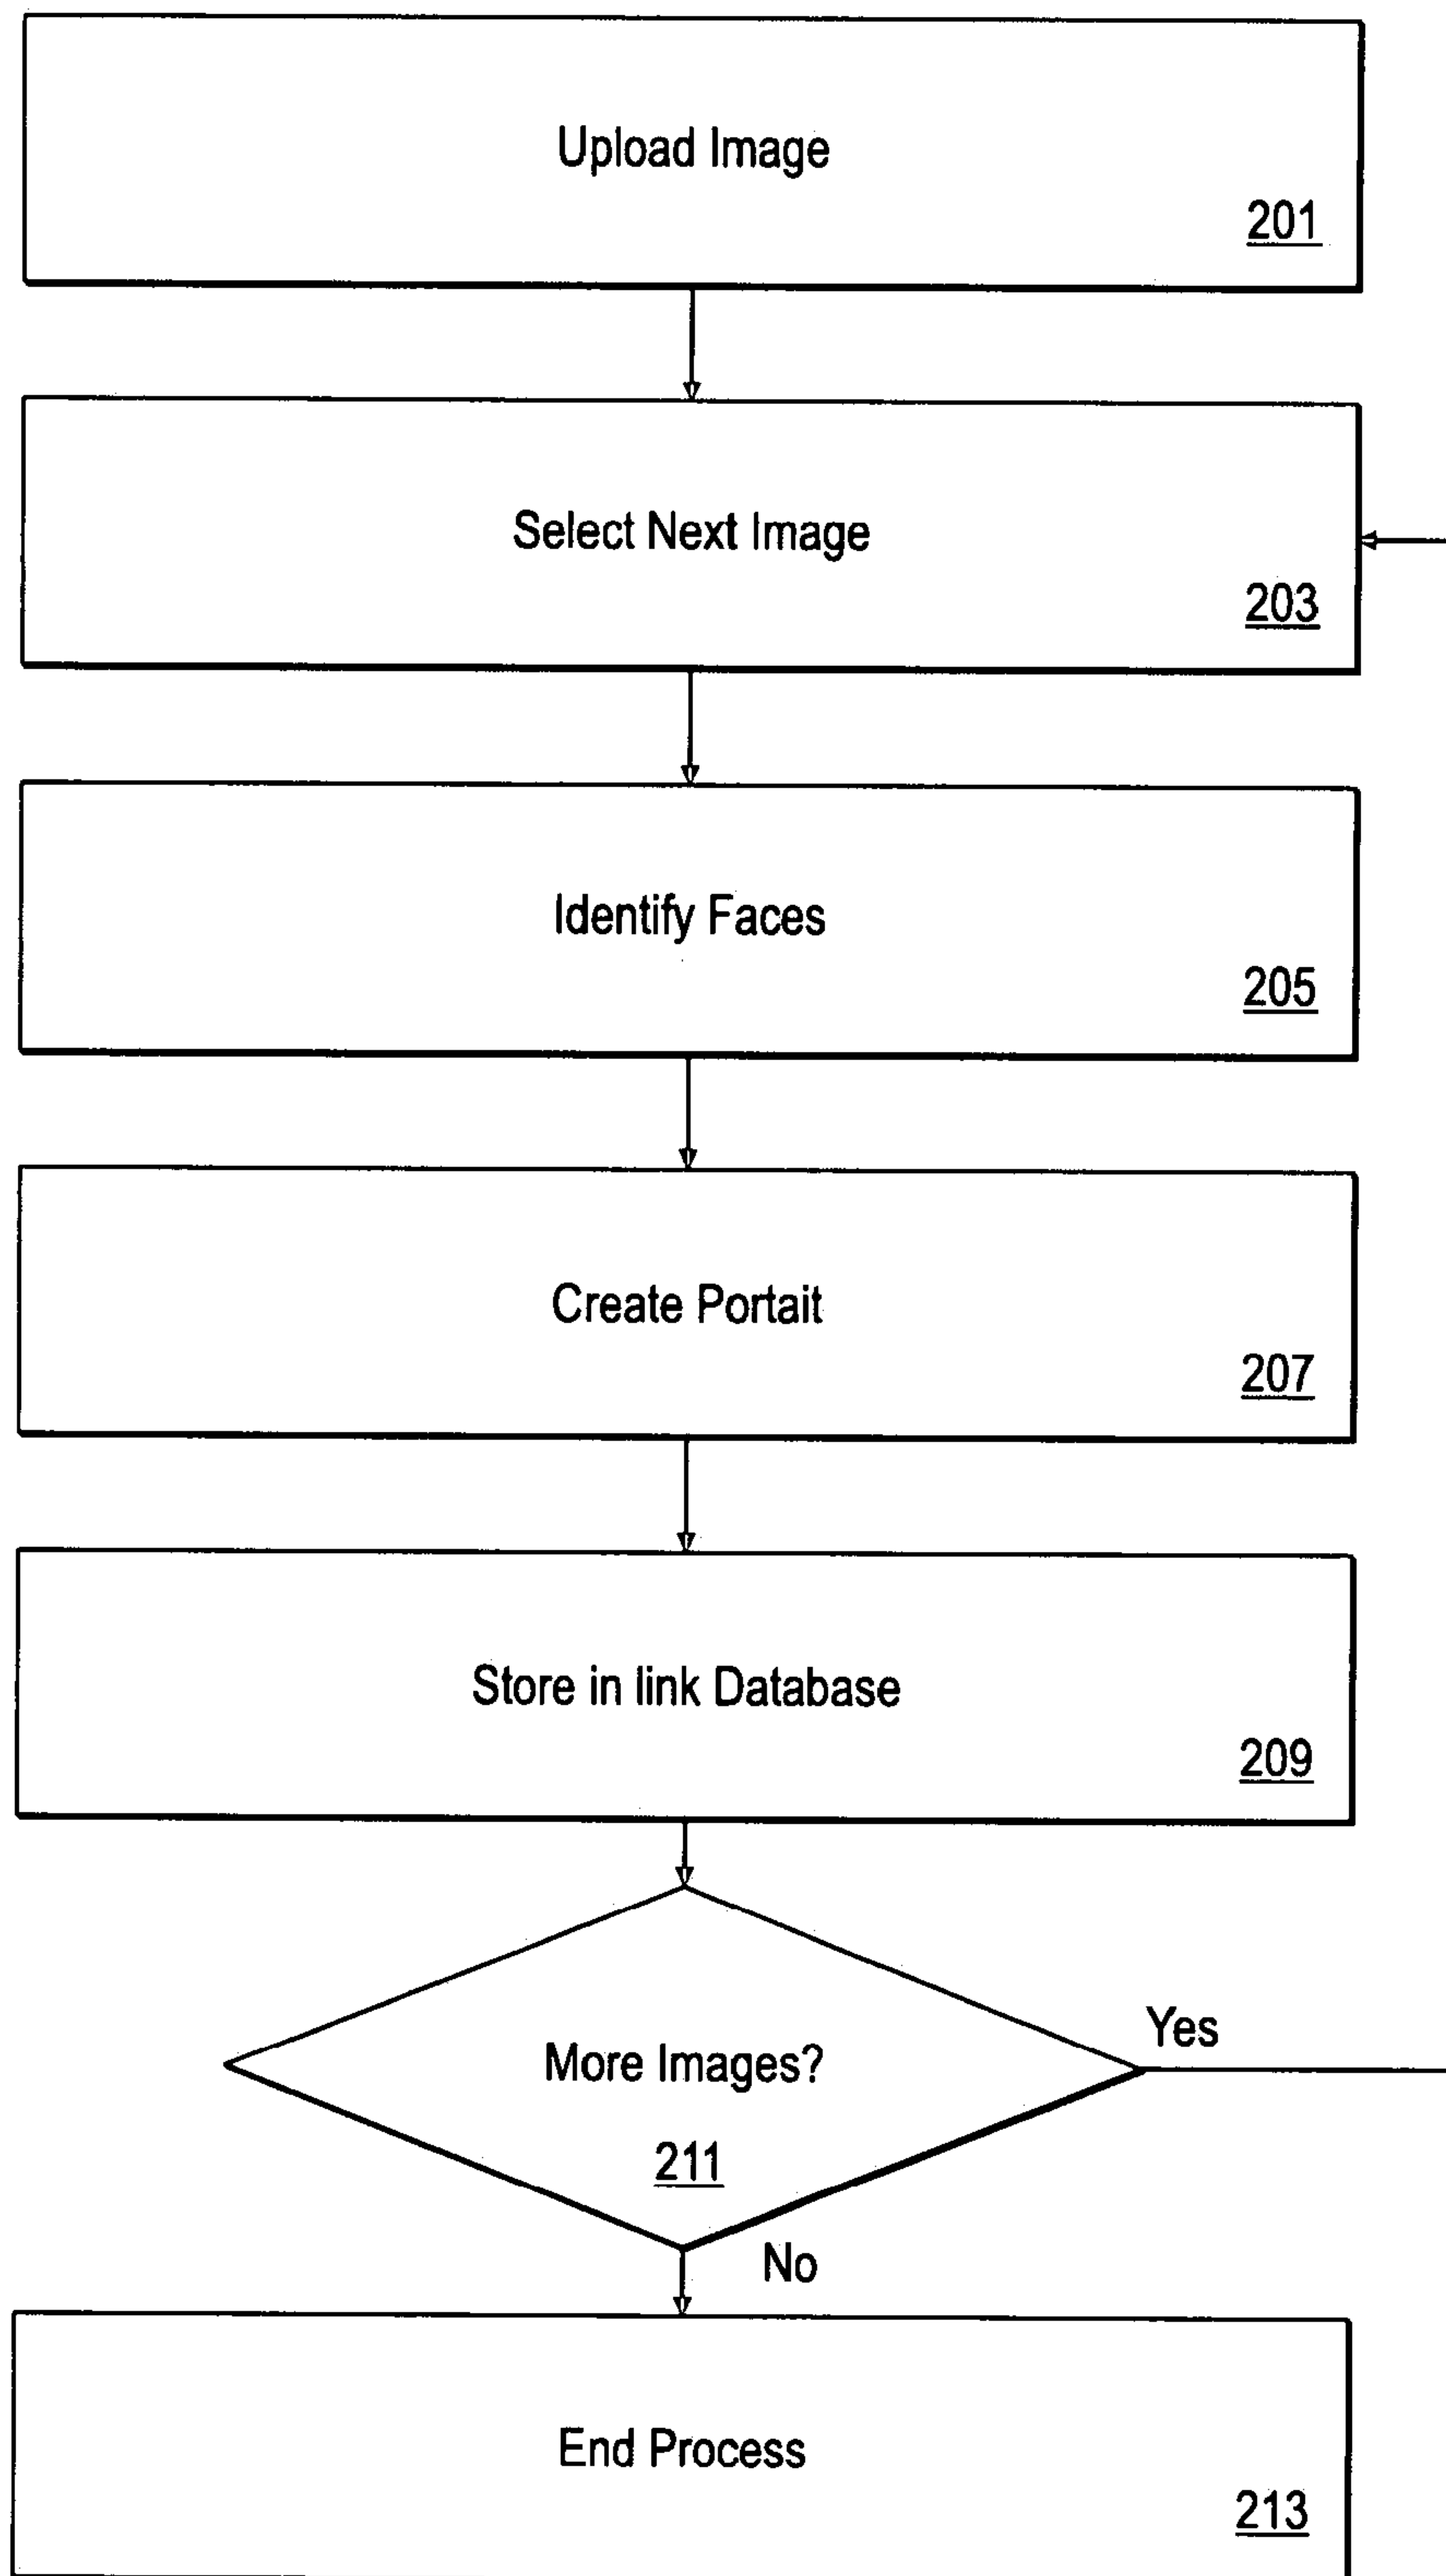 Upload Image
201
Select Next Image
203
Identify Faces
205
Create Portait
207
Store in link Database
209
More Images?
211
Yes
No
End Process
213